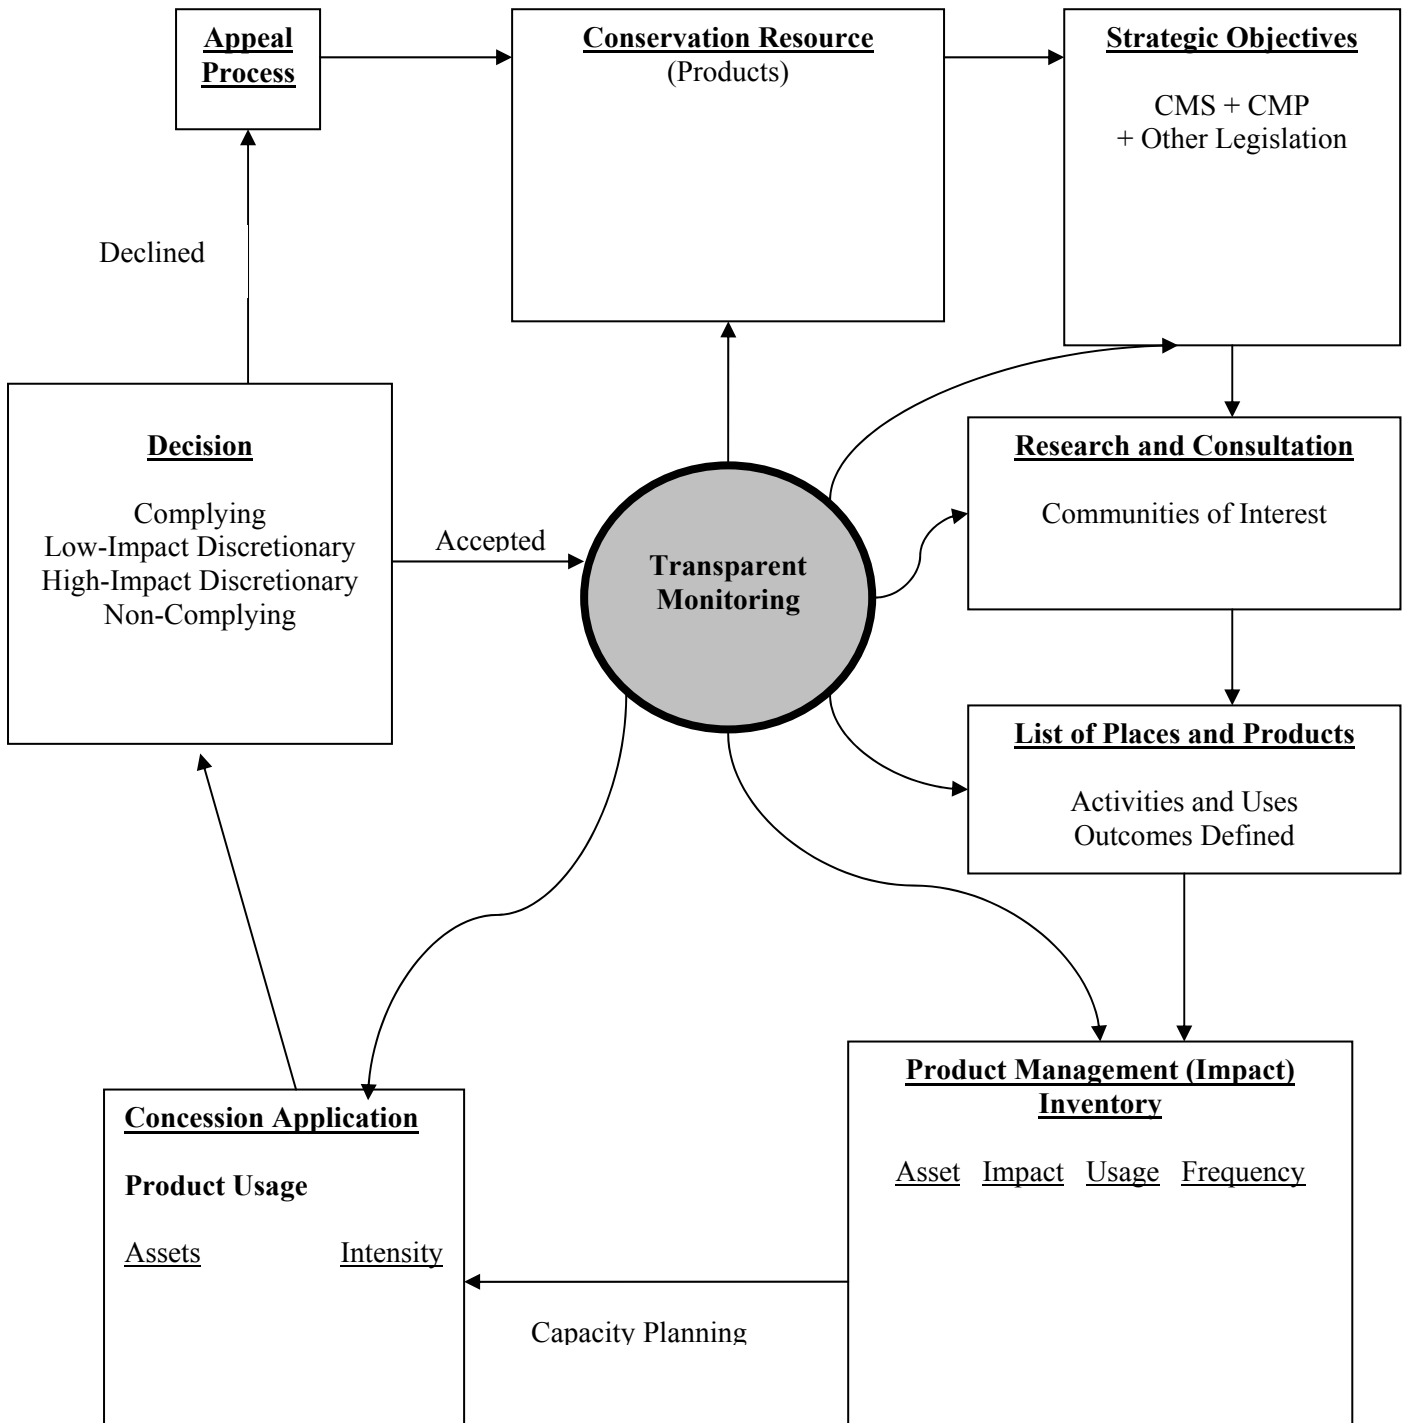 Appeal
Process
Conservation Resource
(Products)
Strategic Objectives
CMS + CMP
+ Other Legislation
Declined
Decision
Complying
Low-Impact Discretionary
High-Impact Discretionary
Non-Complying
Accepted
Transparent
Monitoring
Research and Consultation
Communities of Interest
List of Places and Products
Activities and Uses
Outcomes Defined
Concession Application
Product Usage
Assets Intensity
Capacity Planning
Product Management (Impact)
Inventory
Asset Impact Usage Frequency